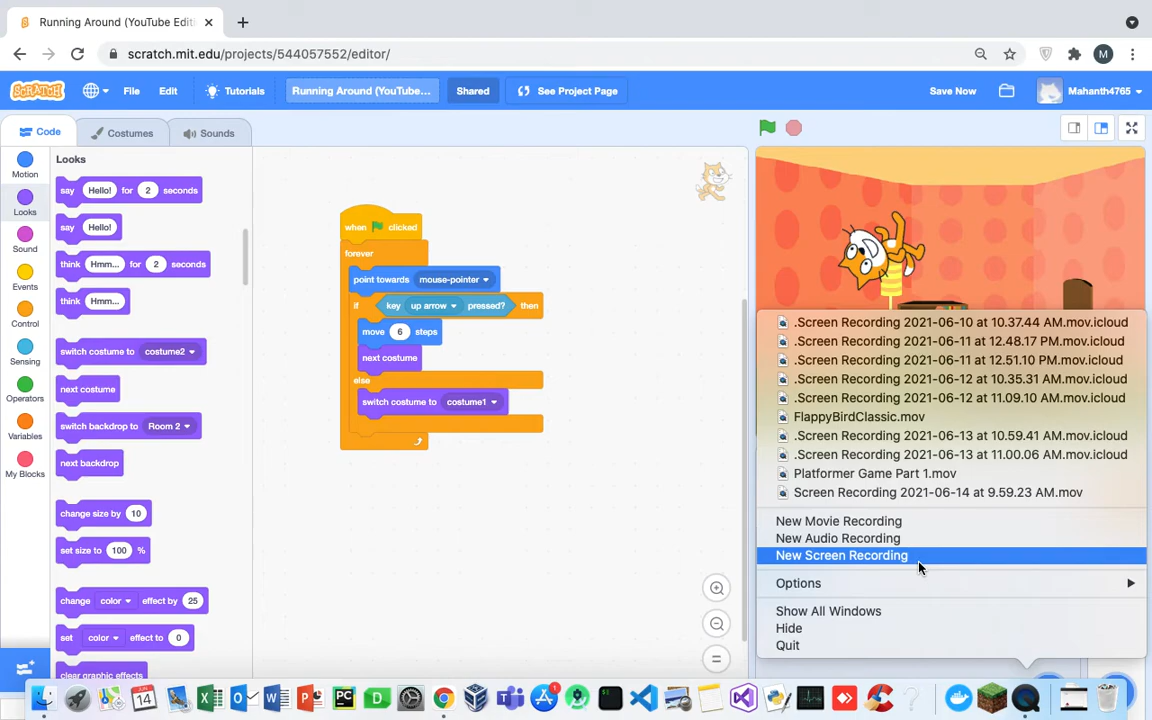 Running Around (YouTube Edit
scratch.mit.edu/projects/544057552/editor/
M
SCRATCH
File
Edit
Tutorials
Running Around (YouTube...
Shared
See Project Page
Save Now
Mahanth4765
Code
Costumes
Sounds
Motion
Looks
Sound
Events
Control
Sensing
Operators
Variables
My Blocks
Looks
say Hello! for 2 seconds
say Hello!
think Hmm... for 2 seconds
think Hmm...
switch costume to costume2
next costume
switch backdrop to Room 2
next backdrop
change size by 10
set size to 100 %
change color effect by 25
set color effect to 0
clear graphic effects
when clicked
forever
point towards mouse-pointer
if key up arrow pressed? then
move 6 steps
next costume
else
switch costume to costume1
.Screen Recording 2021-06-10 at 10.37.44 AM.mov.icloud
.Screen Recording 2021-06-11 at 12.48.17 PM.mov.icloud
.Screen Recording 2021-06-11 at 12.51.10 PM.mov.icloud
.Screen Recording 2021-06-12 at 10.35.31 AM.mov.icloud
.Screen Recording 2021-06-12 at 11.09.10 AM.mov.icloud
FlappyBirdClassic.mov
.Screen Recording 2021-06-13 at 10.59.41 AM.mov.icloud
.Screen Recording 2021-06-13 at 11.00.06 AM.mov.icloud
Platformer Game Part 1.mov
Screen Recording 2021-06-14 at 9.59.23 AM.mov
New Movie Recording
New Audio Recording
New Screen Recording
Options
Show All Windows
Hide
Quit
JUN
14
1
PC